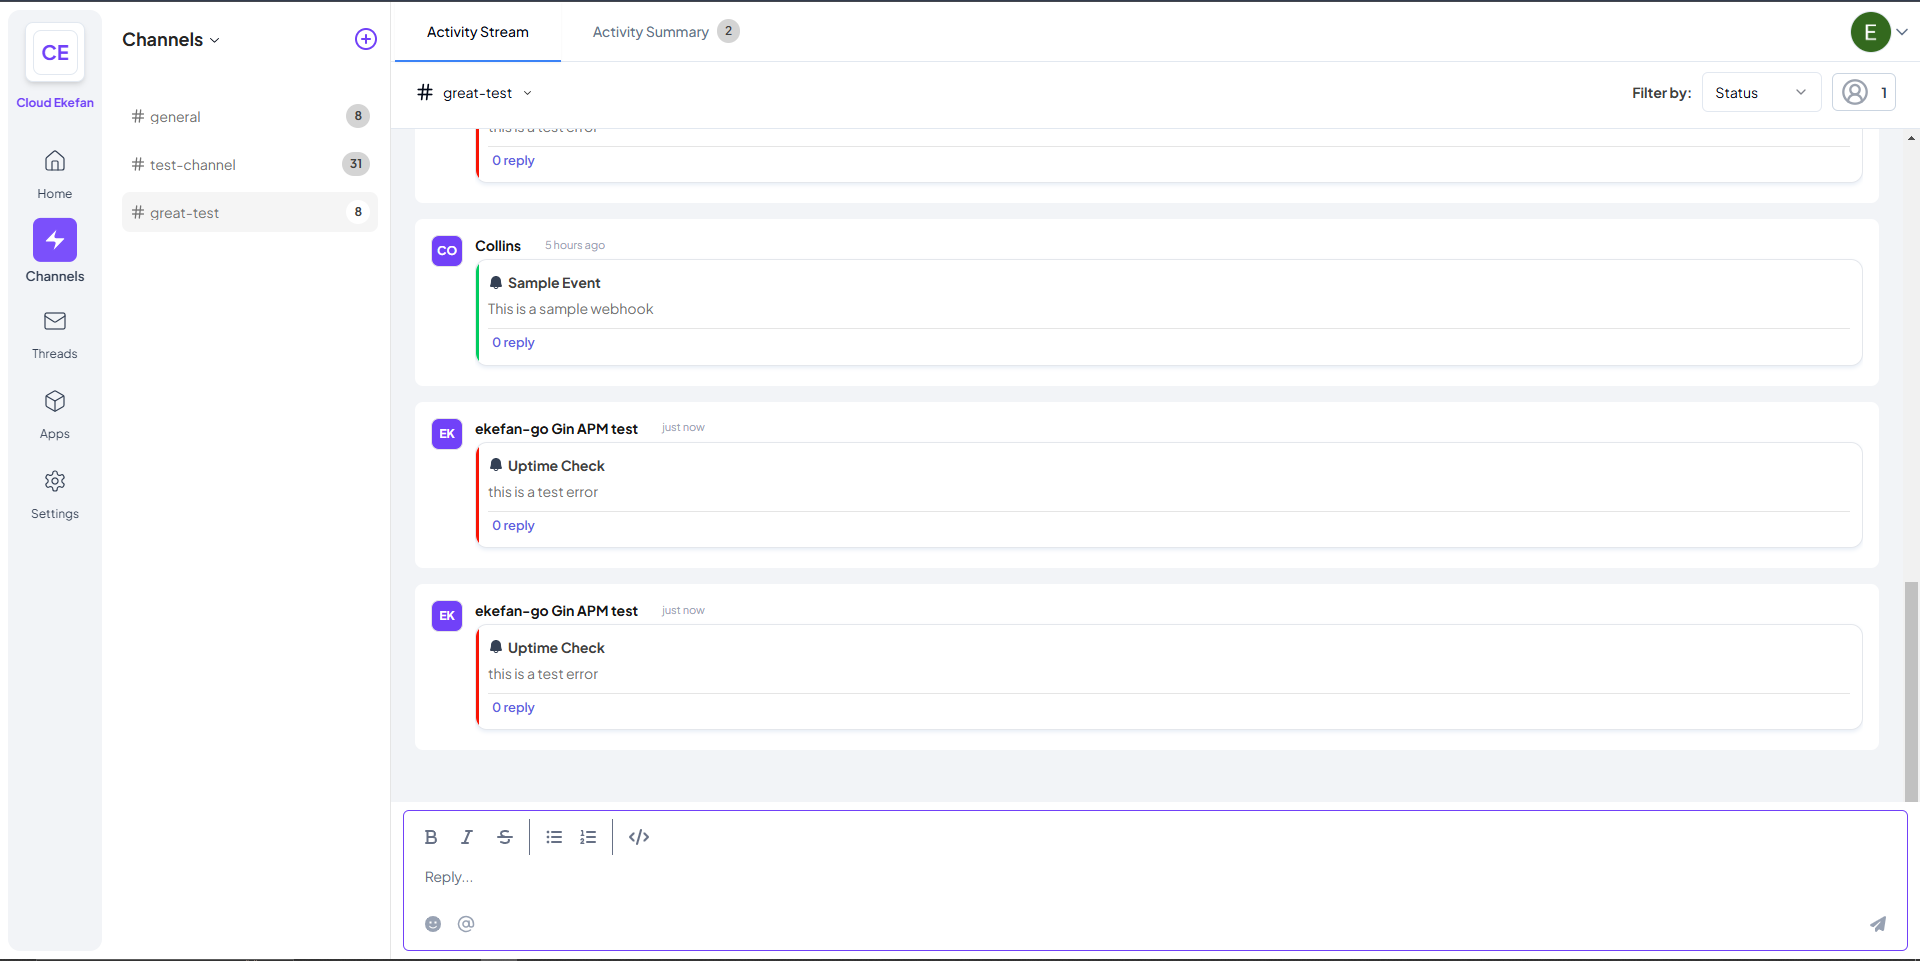 CE
Cloud Ekefan
Home
Channels
Threads
Apps
Settings
Channels
# general 8
# test-channel 31
# great-test 8
Activity Stream
Activity Summary 2
E
# great-test
Filter by: Status 1
this is a test error
0 reply
CO Collins 5 hours ago
Sample Event
This is a sample webhook
0 reply
EK ekefan-go Gin APM test just now
Uptime Check
this is a test error
0 reply
EK ekefan-go Gin APM test just now
Uptime Check
this is a test error
0 reply
B I S </>
Reply...
@